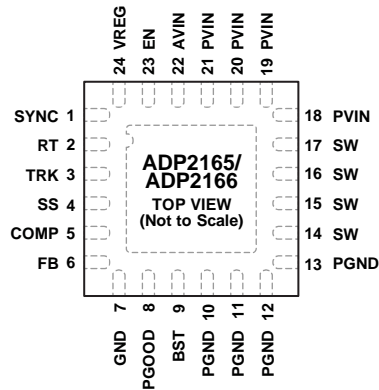 24 VREG
23 EN
22 AVIN
21 PVIN
20 PVIN
19 PVIN
SYNC 1
RT 2
TRK 3
SS 4
COMP 5
FB 6
ADP2165/
ADP2166
TOP VIEW
(Not to Scale)
18 PVIN
17 SW
16 SW
15 SW
14 SW
13 PGND
GND 7
PGOOD 8
BST 9
PGND 10
PGND 11
PGND 12